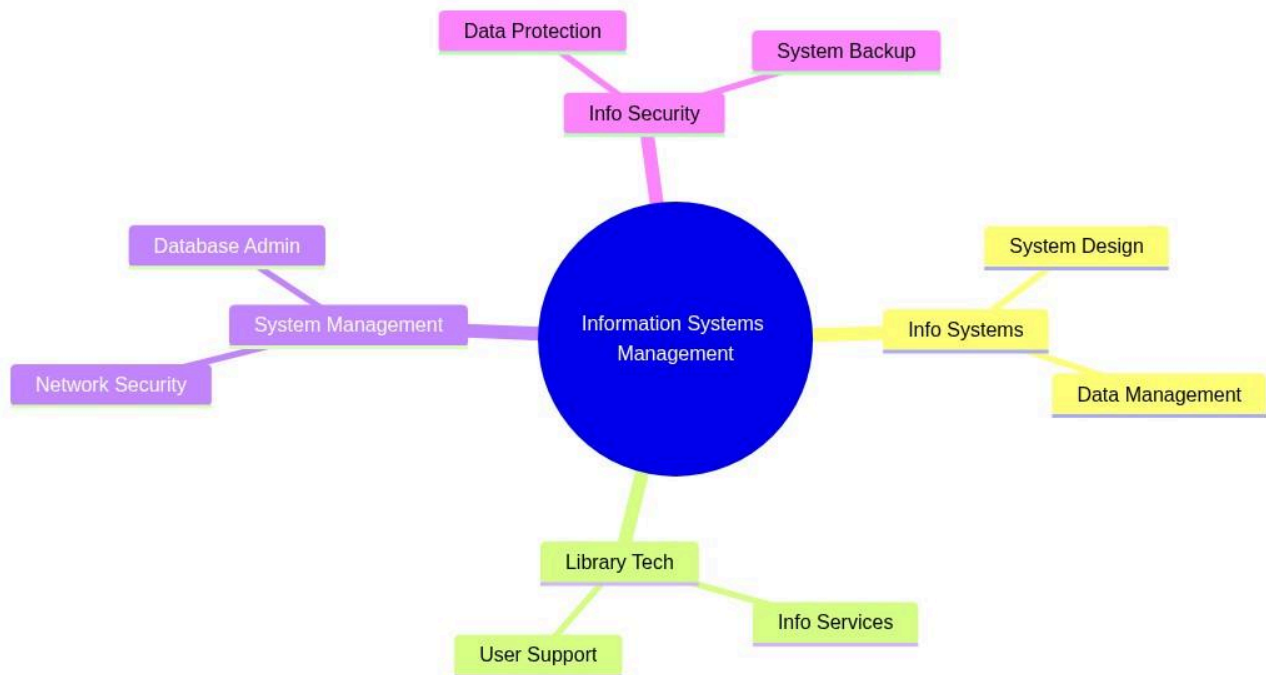 Data Protection
System Backup
Info Security
Database Admin
System Design
System Management
Information Systems
Management
Info Systems
Network Security
Data Management
Library Tech
Info Services
User Support